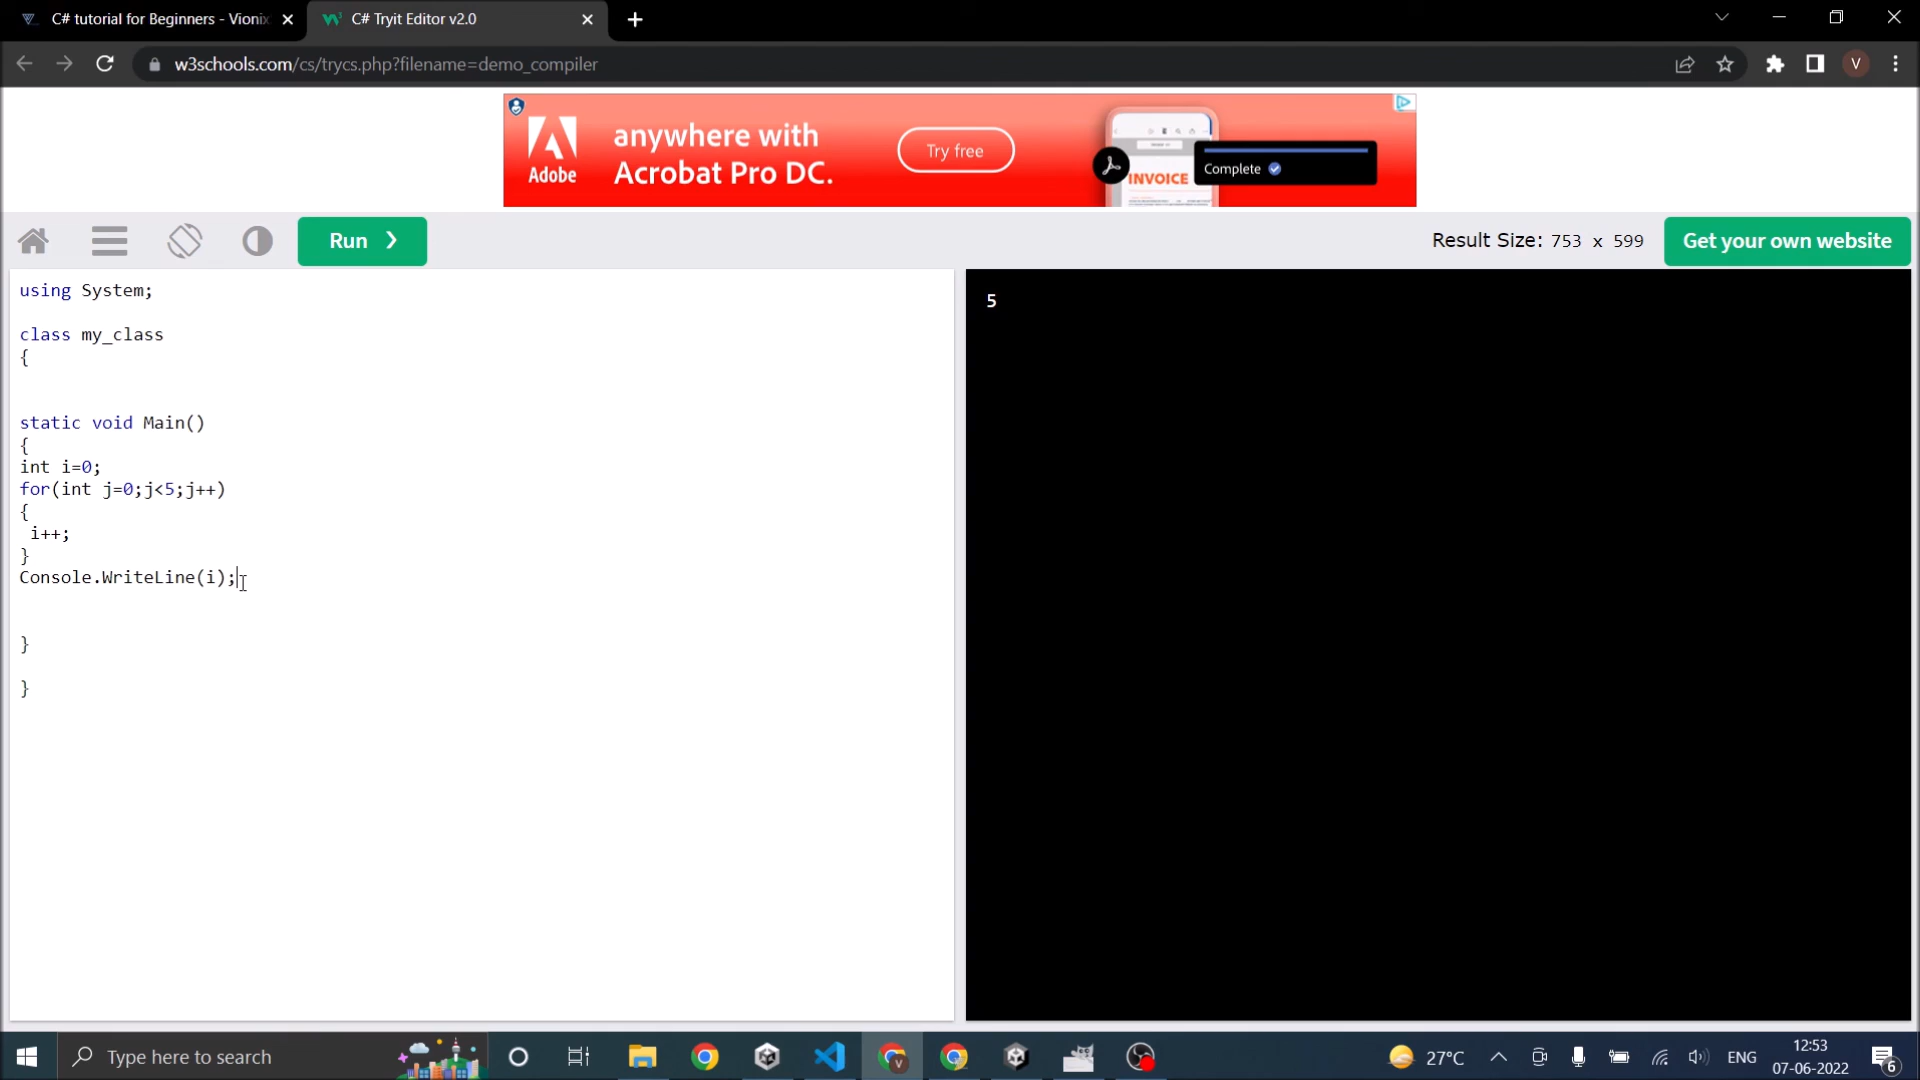 C# tutorial for Beginners - Vionix
C# Tryit Editor v2.0
w3schools.com/cs/trycs.php?filename=demo_compiler
V
Adobe
anywhere with
Acrobat Pro DC.
Try free
INVOICE
Complete
Run
Result Size: 753 x 599
Get your own website
using System;
class my_class
{
static void Main()
{
int i=0;
for(int j=0;j<5;j++)
{
i++;
}
Console.WriteLine(i);
}
}
5
Type here to search
27°C
ENG
12:53
07-06-2022
6